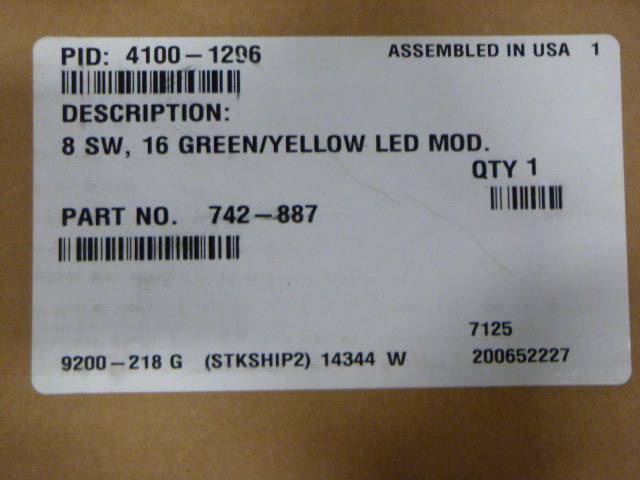 PID: 4100-1296 ASSEMBLED IN USA 1
DESCRIPTION:
8 SW, 16 GREEN/YELLOW LED MOD.
QTY 1
PART NO. 742-887
7125
9200-218 G (STKSHIP2) 14344 W 200652227